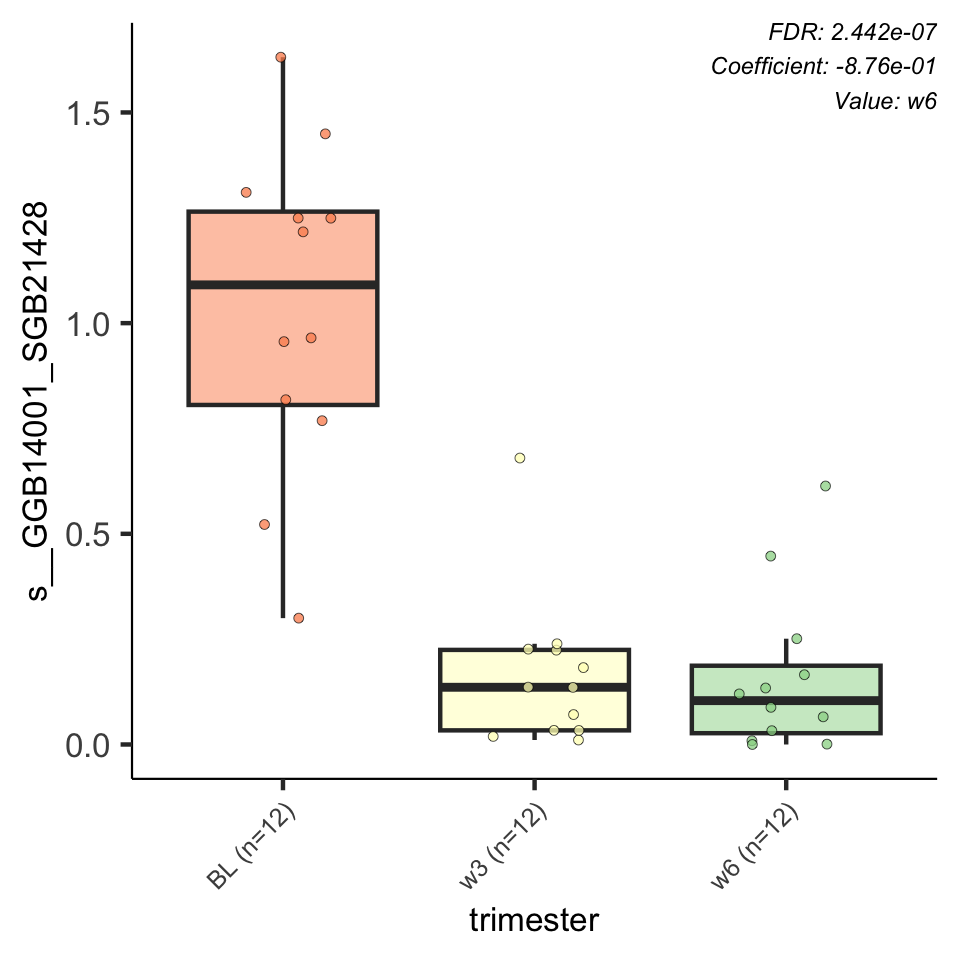 FDR: 2.442e-07
Coefficient: -8.76e-01
Value: w6
s__GGB14001_SGB21428
1.5
1.0
0.5
0.0
BL (n=12)
w3 (n=12)
w6 (n=12)
trimester